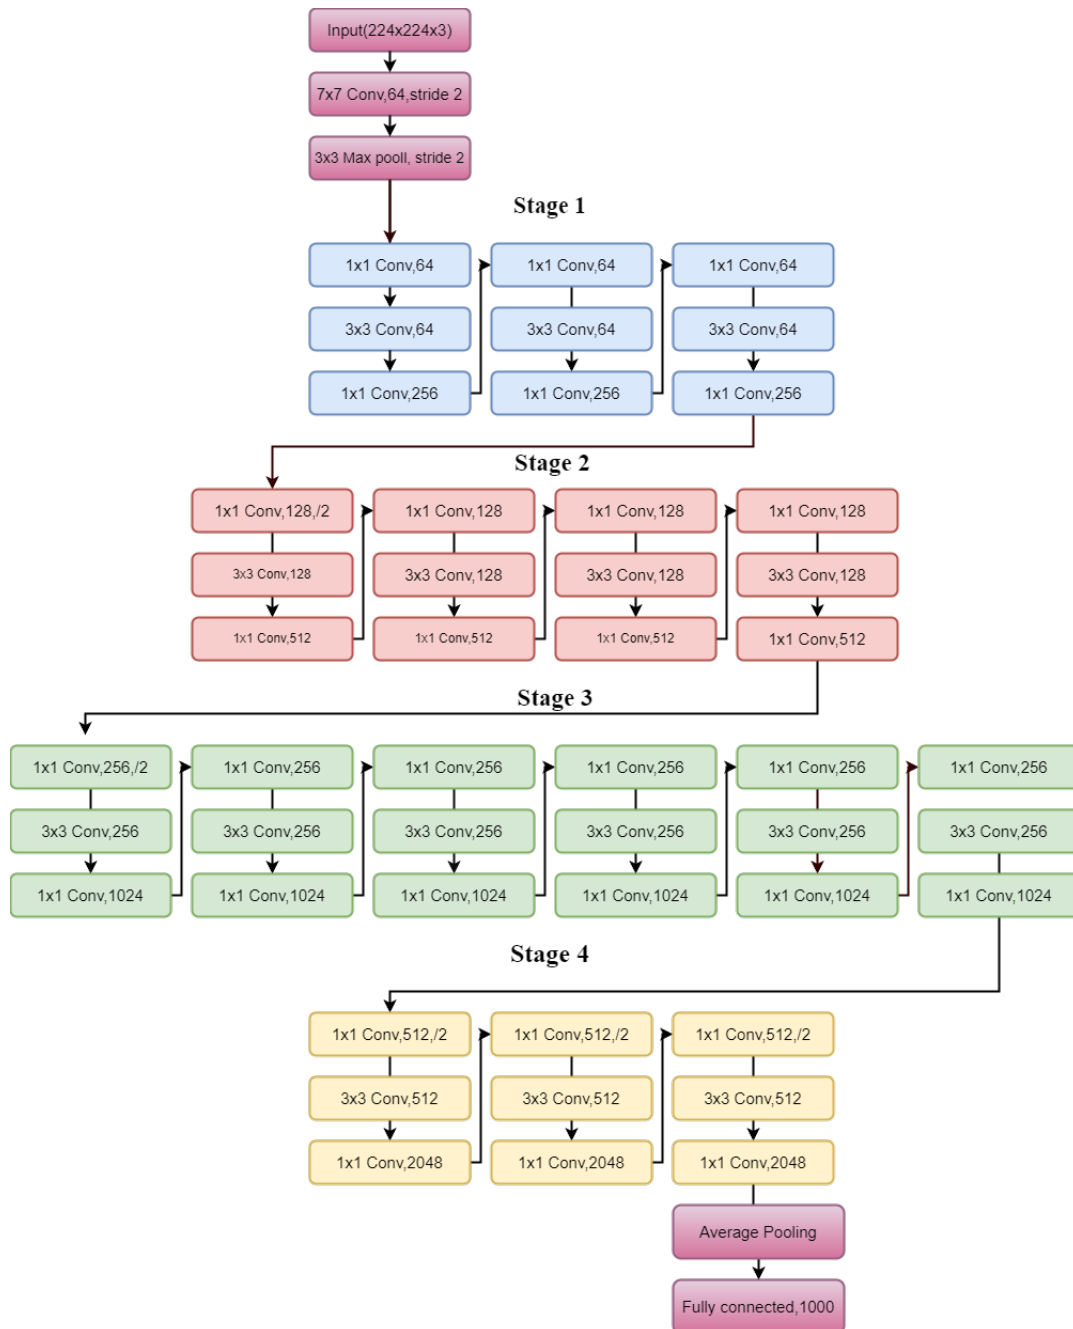 Input(224x224x3)
7x7 Conv,64,stride 2
3x3 Max pooll, stride 2
Stage 1
1x1 Conv,64
1x1 Conv,64
1x1 Conv,64
3x3 Conv,64
3x3 Conv,64
3x3 Conv,64
1x1 Conv,256
1x1 Conv,256
1x1 Conv,256
Stage 2
1x1 Conv,128,/2
1x1 Conv,128
1x1 Conv,128
1x1 Conv,128
3x3 Conv,128
3x3 Conv,128
3x3 Conv,128
3x3 Conv,128
1x1 Conv,512
1x1 Conv,512
1x1 Conv,512
1x1 Conv,512
Stage 3
1x1 Conv,256,/2
1x1 Conv,256
1x1 Conv,256
1x1 Conv,256
1x1 Conv,256
1x1 Conv,256
3x3 Conv,256
3x3 Conv,256
3x3 Conv,256
3x3 Conv,256
3x3 Conv,256
3x3 Conv,256
1x1 Conv,1024
1x1 Conv,1024
1x1 Conv,1024
1x1 Conv,1024
1x1 Conv,1024
1x1 Conv,1024
Stage 4
1x1 Conv,512,/2
1x1 Conv,512,/2
1x1 Conv,512,/2
3x3 Conv,512
3x3 Conv,512
3x3 Conv,512
1x1 Conv,2048
1x1 Conv,2048
1x1 Conv,2048
Average Pooling
Fully connected,1000